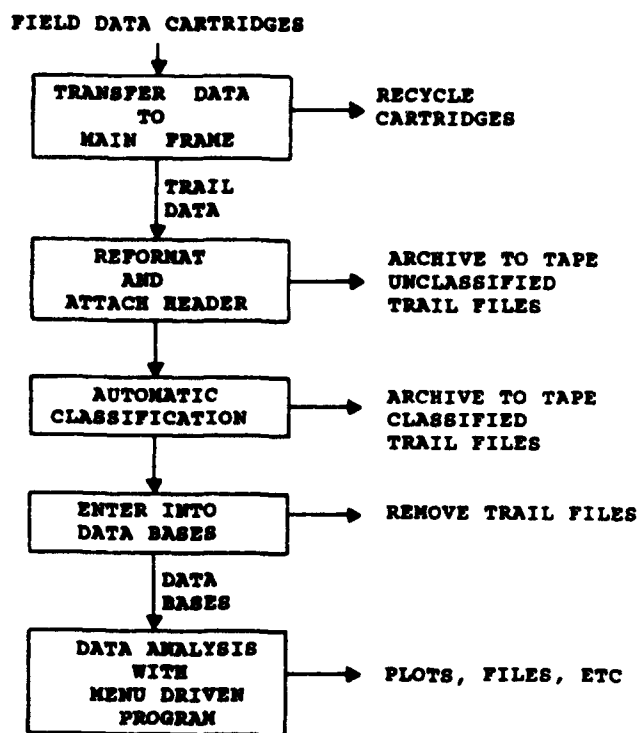 FIELD DATA CARTRIDGES
TRANSFER DATA
TO
MAIN FRAME
RECYCLE
CARTRIDGES
TRAIL
DATA
REFORMAT
AND
ATTACH HEADER
ARCHIVE TO TAPE
UNCLASSIFIED
TRAIL FILES
AUTOMATIC
CLASSIFICATION
ARCHIVE TO TAPE
CLASSIFIED
TRAIL FILES
ENTER INTO
DATA BASES
REMOVE TRAIL FILES
DATA
BASES
DATA ANALYSIS
WITH
MENU DRIVEN
PROGRAM
PLOTS, FILES, ETC